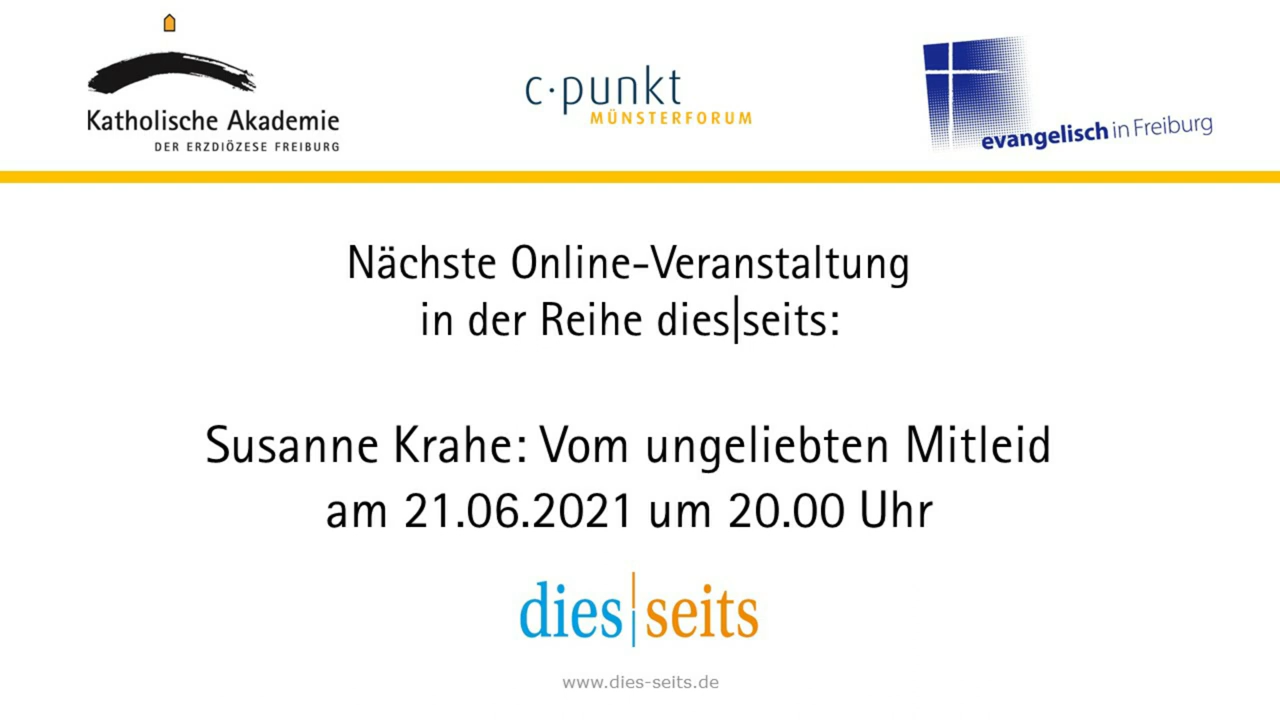 Katholische Akademie
DER ERZDIÖZESE FREIBURG
c·punkt
MÜNSTERFORUM
evangelisch in Freiburg
Nächste Online-Veranstaltung
in der Reihe dies|seits:
Susanne Krahe: Vom ungeliebten Mitleid
am 21.06.2021 um 20.00 Uhr
dies|seits
www.dies-seits.de